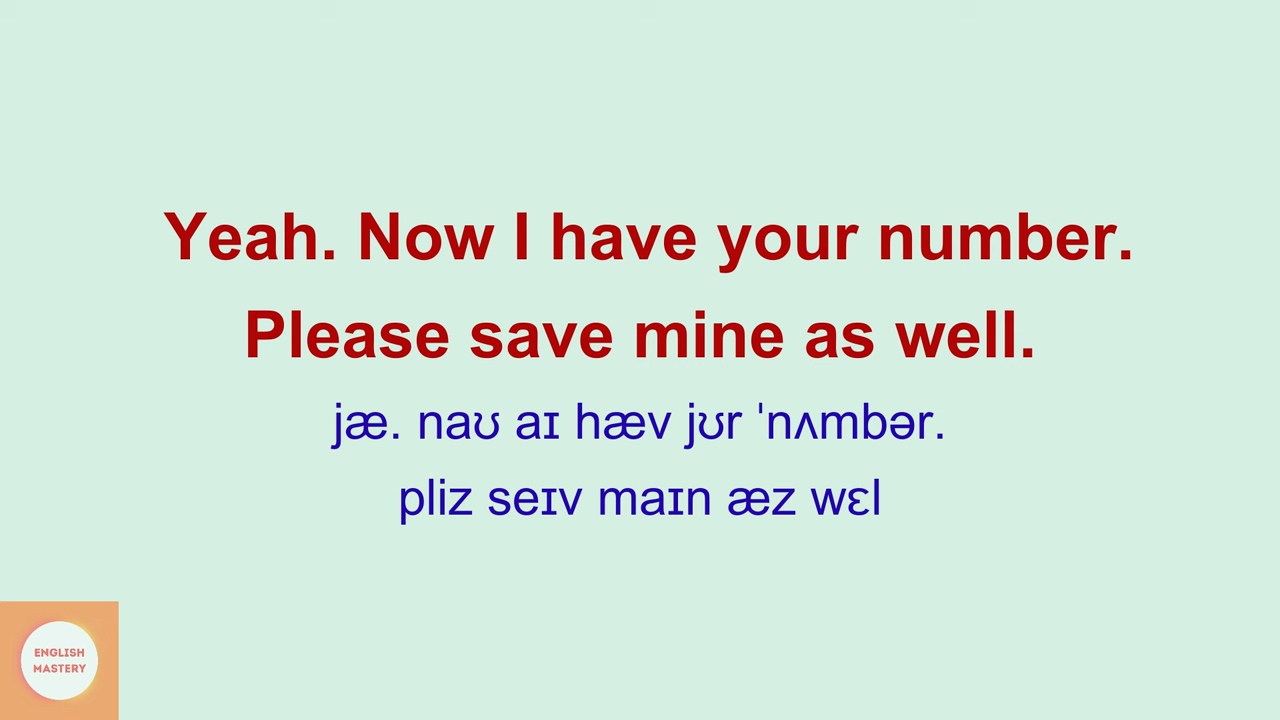 Yeah. Now I have your number.
Please save mine as well.
jæ. naʊ aɪ hæv jʊr ˈnʌmbər.
pliz seɪv maɪn æz wɛl
ENGLISH
MASTERY